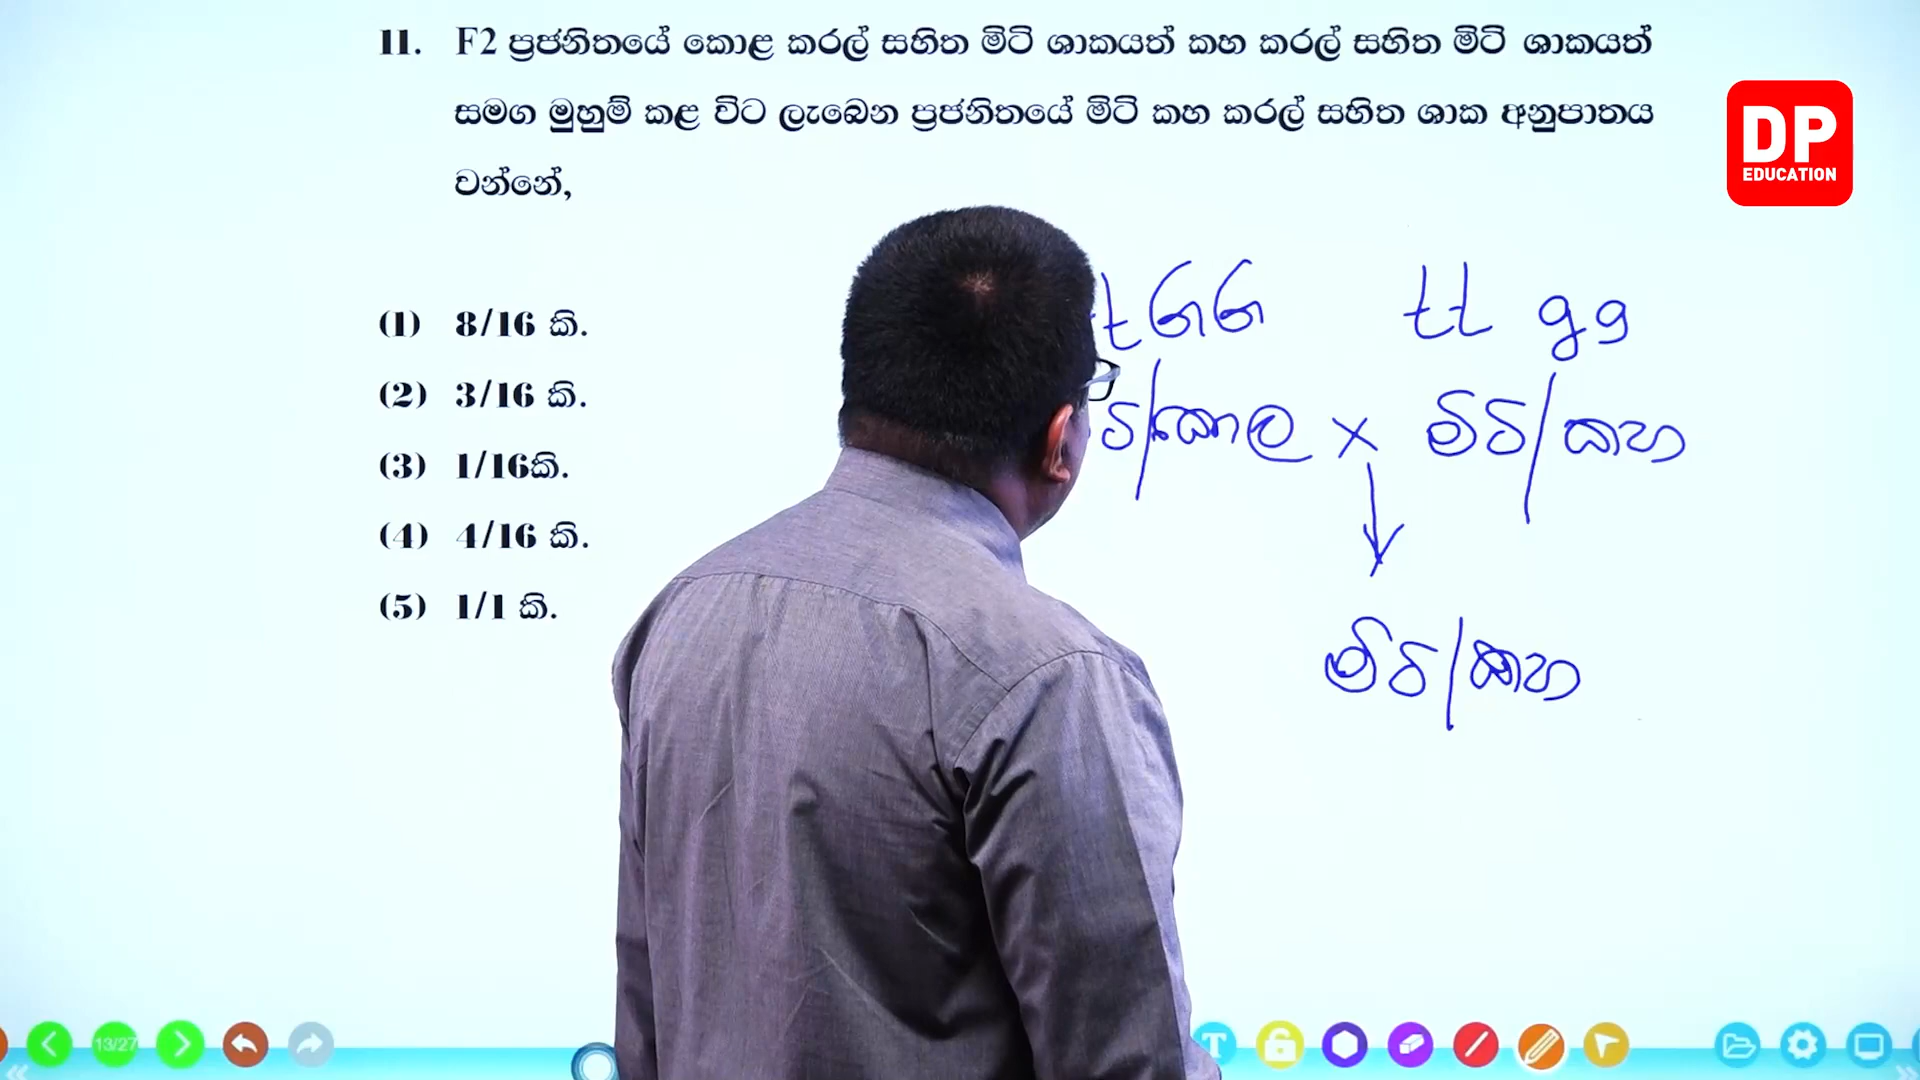 11. F2 ප්‍රජනිතයේ කොළ කරල් සහිත මිටි ශාකයත් කහ කරල් සහිත මිටි ශාකයත්
සමග මුහුම් කළ විට ලැබෙන ප්‍රජනිතයේ මිටි කහ කරල් සහිත ශාක අනුපාතය
වන්නේ,
DP
EDUCATION
(1) 8/16 කි.
(2) 3/16 කි.
(3) 1/16කි.
(4) 4/16 කි.
(5) 1/1 කි.
tt gg
× මිටි/කහ
මිටි/කහ
13/27
T